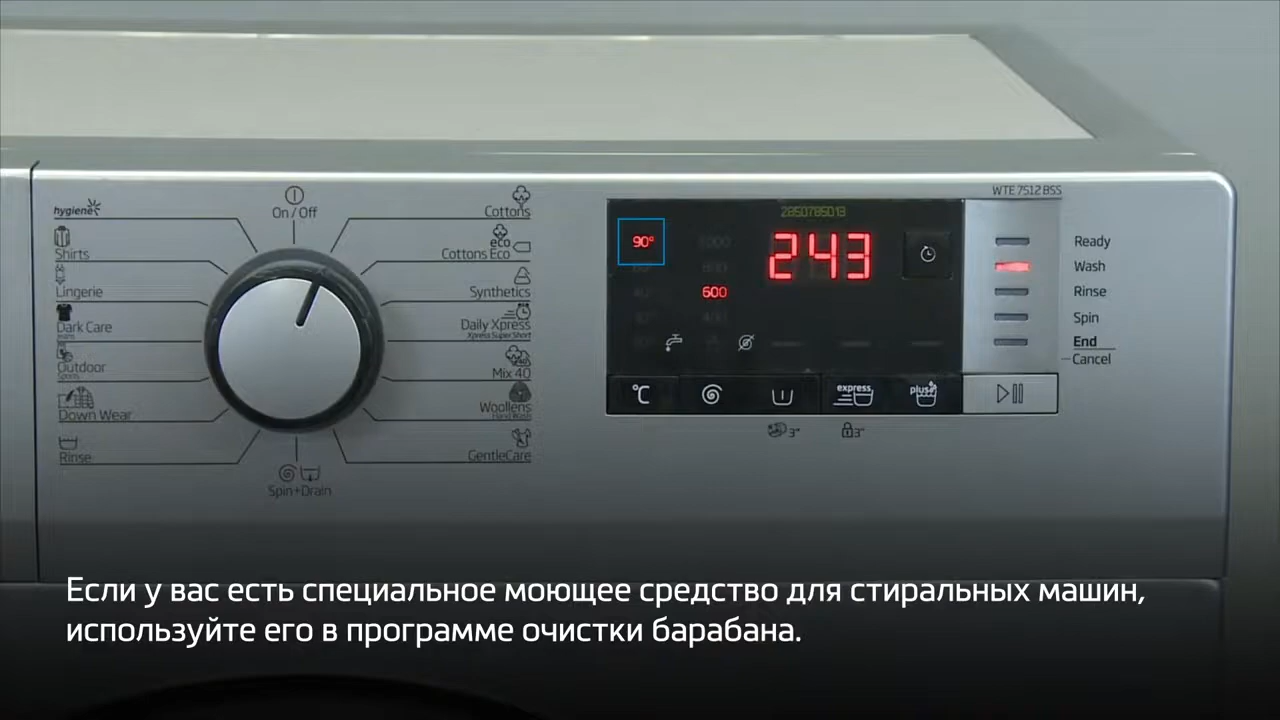 WTE 7512 BSS
hygiene
On / Off
Cottons
2850785013
90°
600
243
Ready
Shirts
eco
Cottons Eco
Wash
Lingerie
Synthetics
Rinse
Dark Care
Daily Xpress
Xpress Super Short
Spin
End
Cancel
Outdoor
Sports
Mix 40
°C
express
plus+
Down Wear
Woollens
Hand Wash
3"
3"
Rinse
GentleCare
Spin+Drain
Если у вас есть специальное моющее средство для стиральных машин,
используйте его в программе очистки барабана.